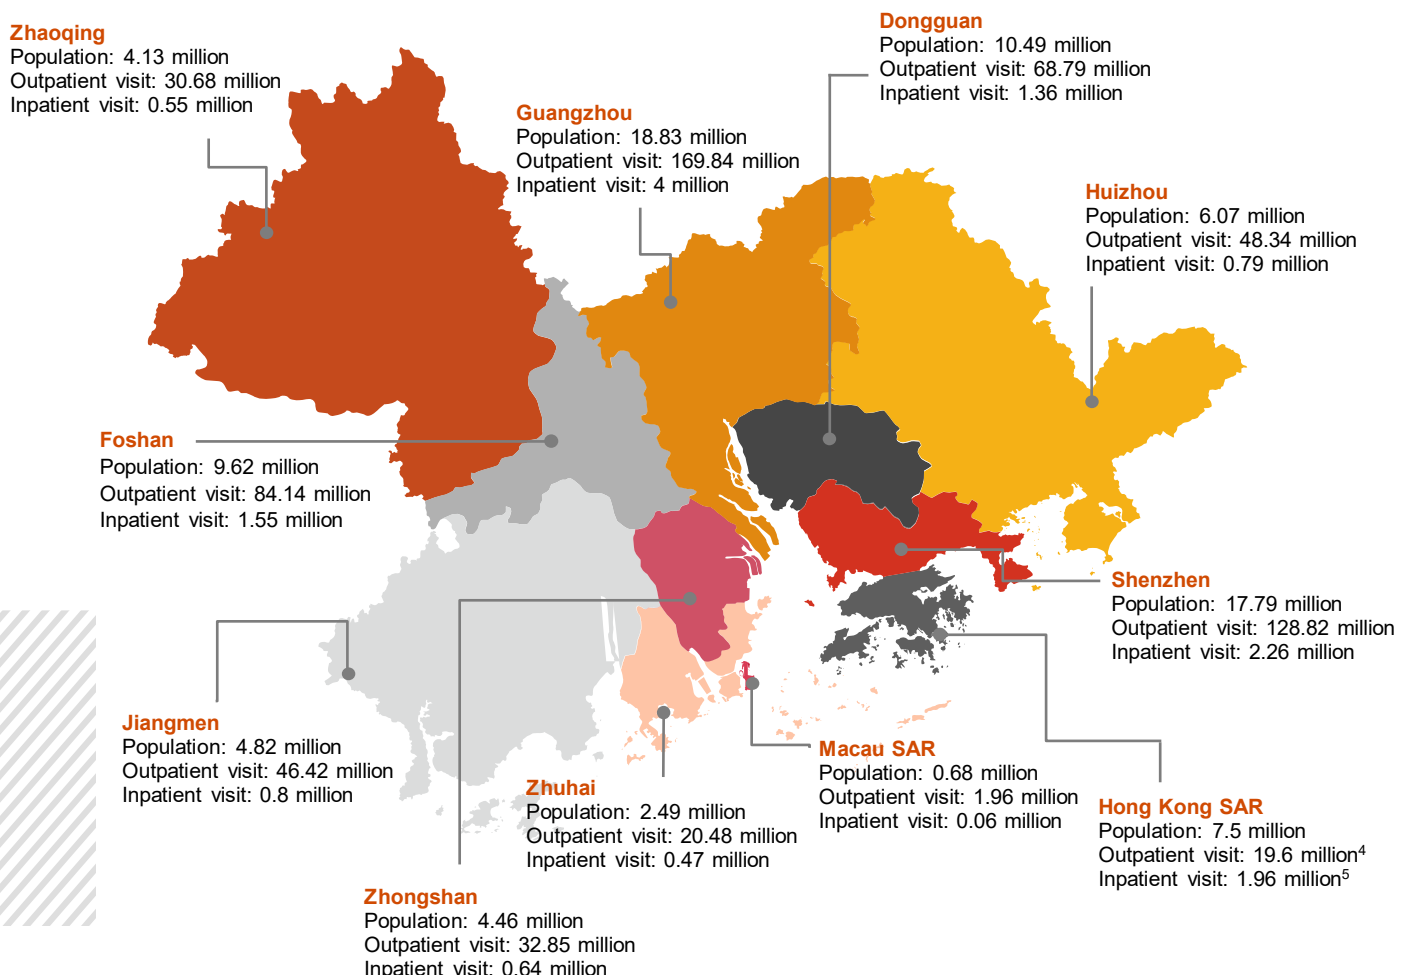 Zhaoqing
Population: 4.13 million
Outpatient visit: 30.68 million
Inpatient visit: 0.55 million
Guangzhou
Population: 18.83 million
Outpatient visit: 169.84 million
Inpatient visit: 4 million
Dongguan
Population: 10.49 million
Outpatient visit: 68.79 million
Inpatient visit: 1.36 million
Huizhou
Population: 6.07 million
Outpatient visit: 48.34 million
Inpatient visit: 0.79 million
Foshan
Population: 9.62 million
Outpatient visit: 84.14 million
Inpatient visit: 1.55 million
Shenzhen
Population: 17.79 million
Outpatient visit: 128.82 million
Inpatient visit: 2.26 million
Jiangmen
Population: 4.82 million
Outpatient visit: 46.42 million
Inpatient visit: 0.8 million
Zhuhai
Population: 2.49 million
Outpatient visit: 20.48 million
Inpatient visit: 0.47 million
Macau SAR
Population: 0.68 million
Outpatient visit: 1.96 million
Inpatient visit: 0.06 million
Hong Kong SAR
Population: 7.5 million
Outpatient visit: 19.6 million⁴
Inpatient visit: 1.96 million⁵
Zhongshan
Population: 4.46 million
Outpatient visit: 32.85 million
Inpatient visit: 0.64 million